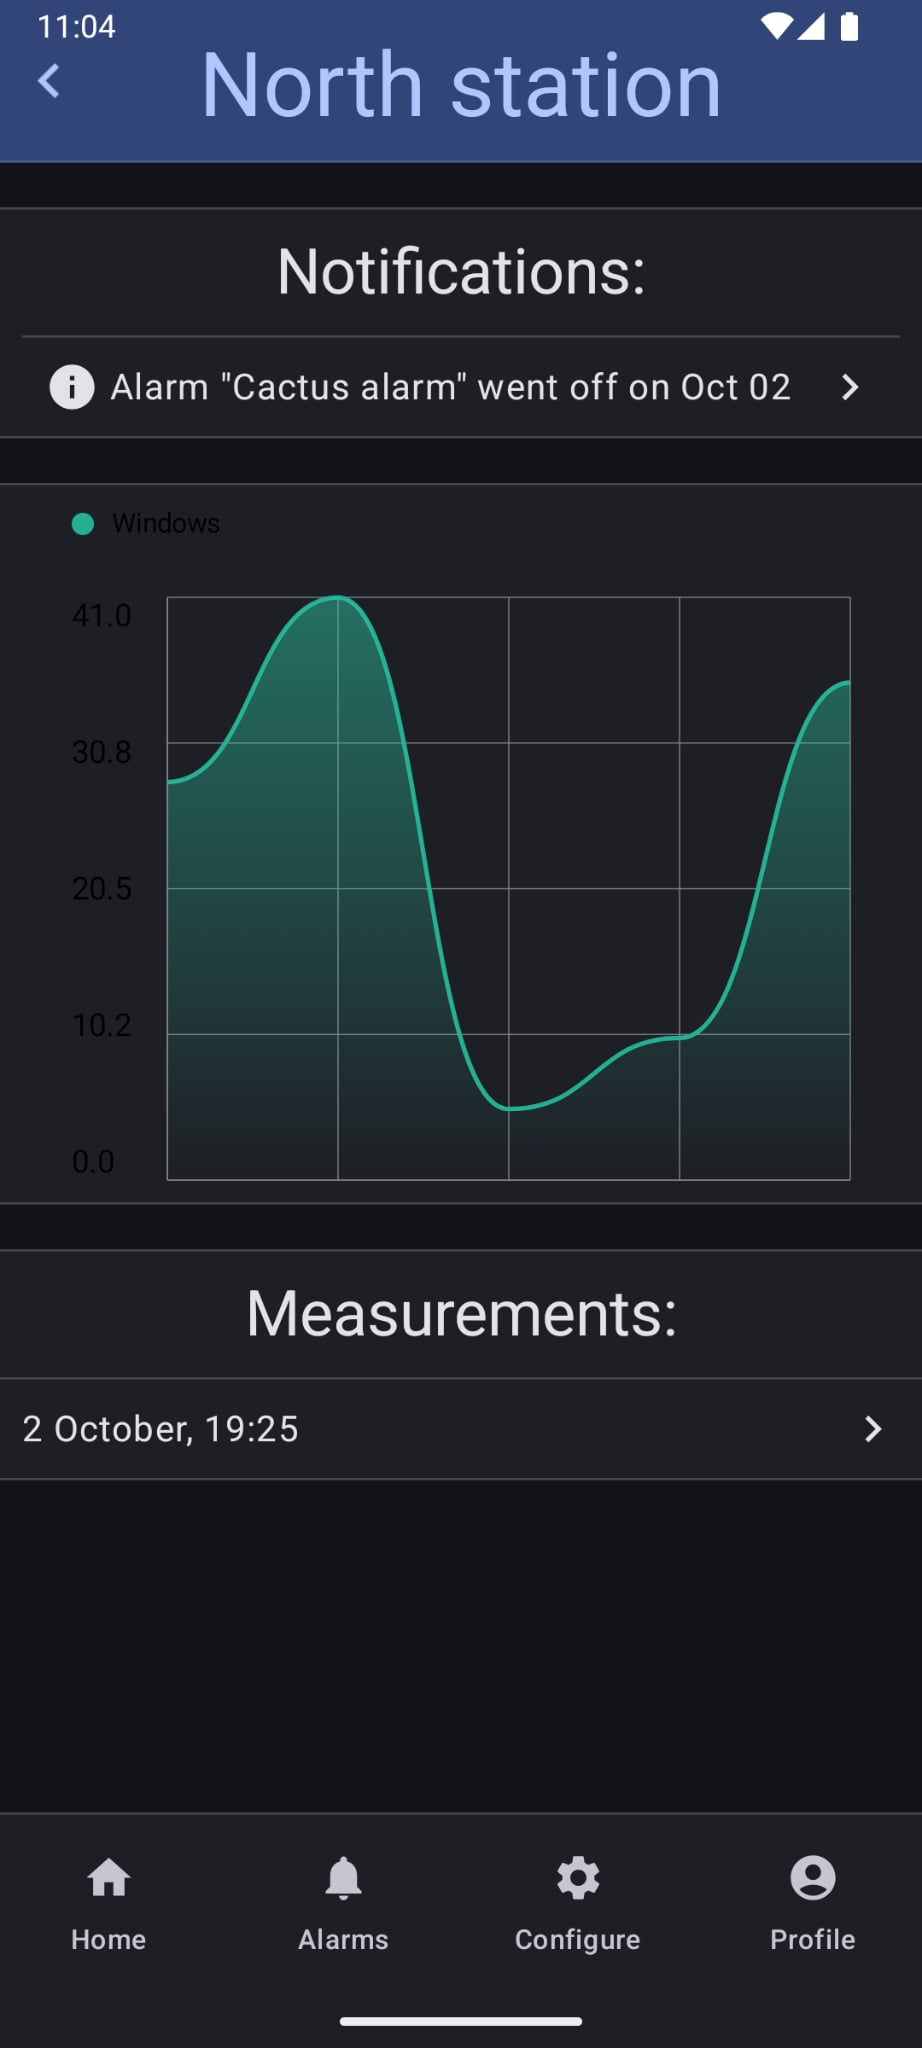 11:04
North station
Notifications:
Alarm "Cactus alarm" went off on Oct 02
Windows
41.0
30.8
20.5
10.2
0.0
Measurements:
2 October, 19:25
Home
Alarms
Configure
Profile